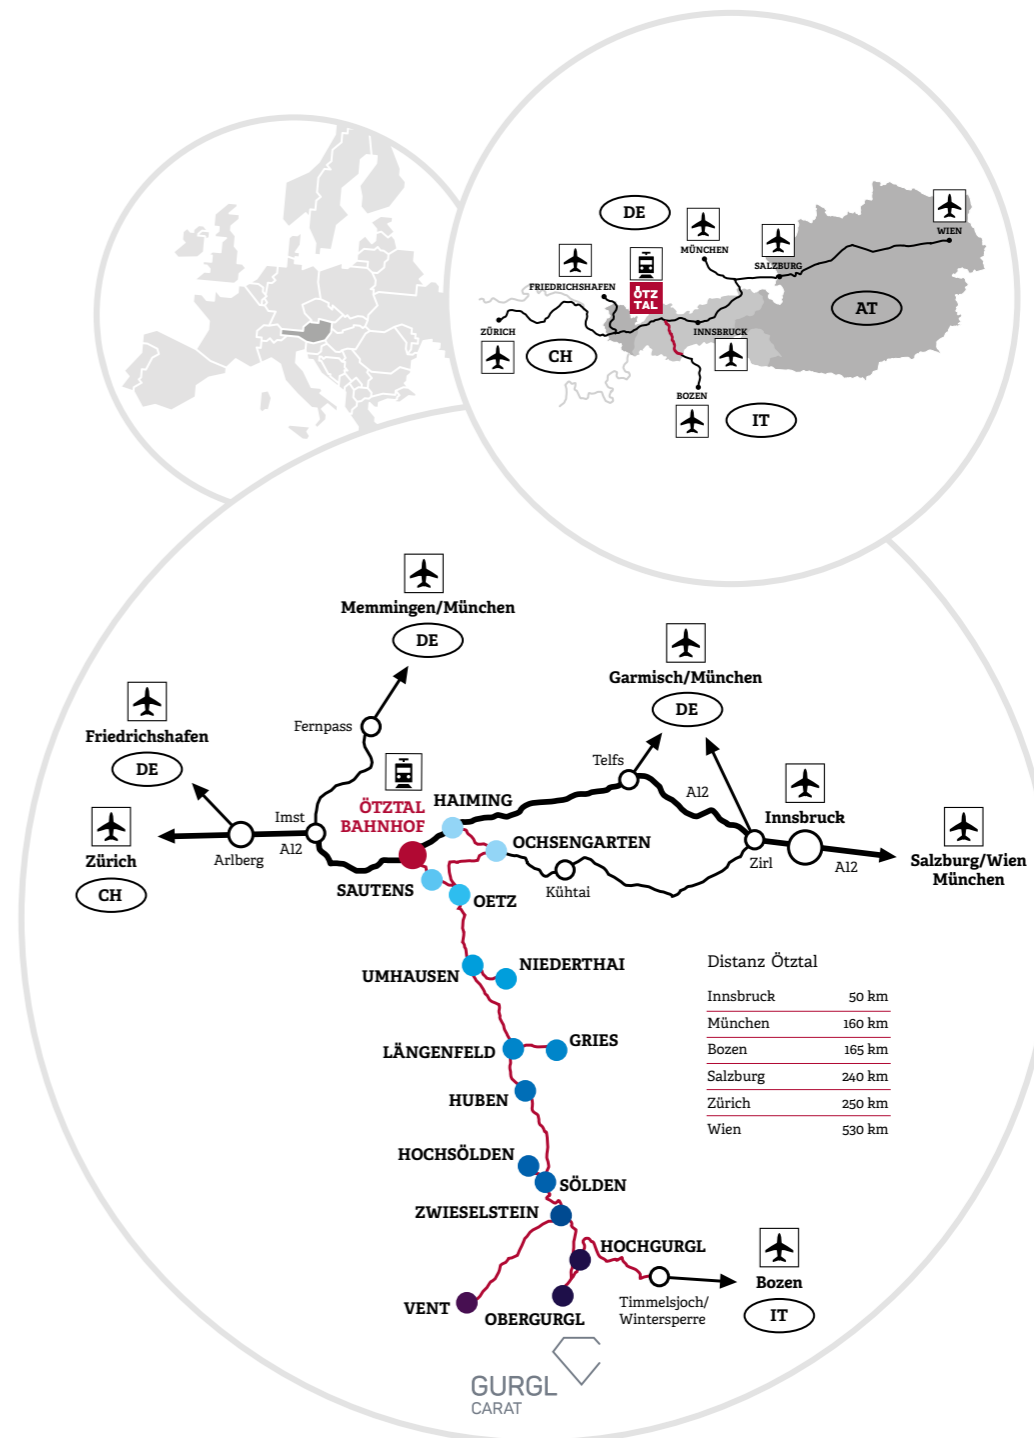 DE
MÜNCHEN
WIEN
SALZBURG
FRIEDRICHSHAFEN
ÖTZ
TAL
AT
ZÜRICH
INNSBRUCK
CH
BOZEN
IT
Memmingen/München
DE
Garmisch/München
DE
Friedrichshafen
DE
Fernpass
Telfs
A12
Innsbruck
ÖTZTAL
BAHNHOF
HAIMING
Imst
A12
Zürich
CH
Arlberg
OCHSENGARTEN
Zirl
A12
Salzburg/Wien
München
Kühtai
SAUTENS
OETZ
UMHAUSEN
NIEDERTHAI
Distanz Ötztal
Innsbruck 50 km
München 160 km
Bozen 165 km
Salzburg 240 km
Zürich 250 km
Wien 530 km
LÄNGENFELD
GRIES
HUBEN
HOCHSÖLDEN
SÖLDEN
ZWIESELSTEIN
HOCHGURGL
VENT
OBERGURGL
Timmelsjoch/
Wintersperre
Bozen
IT
GURGL
CARAT